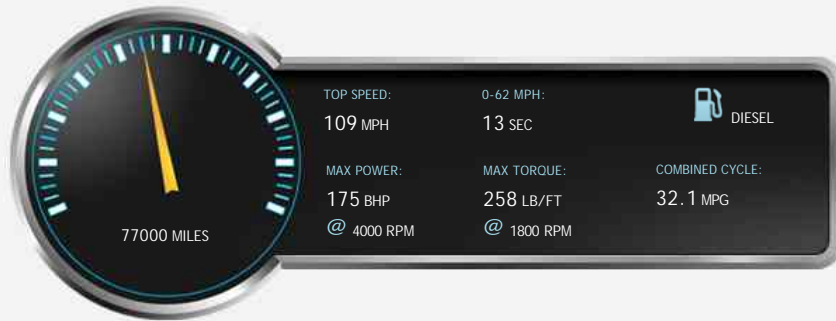 TOP SPEED:
109 MPH
0-62 MPH:
13 SEC
DIESEL
MAX POWER:
175 BHP
@ 4000 RPM
MAX TORQUE:
258 LB/FT
@ 1800 RPM
COMBINED CYCLE:
32.1 MPG
77000 MILES